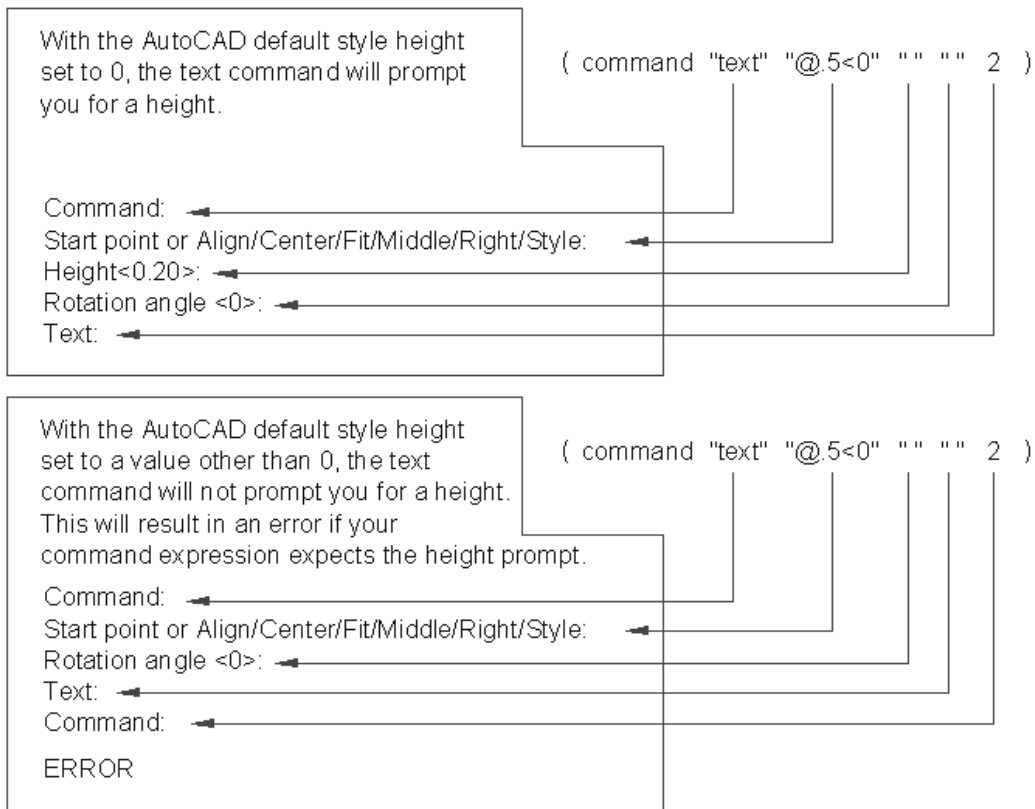 With the AutoCAD default style height
set to 0, the text command will prompt
you for a height.
( command "text" "@.5<0" "" "" 2 )
Command:
Start point or Align/Center/Fit/Middle/Right/Style:
Height<0.20>:
Rotation angle <0>:
Text:
With the AutoCAD default style height
set to a value other than 0, the text
command will not prompt you for a height.
This will result in an error if your
command expression expects the height prompt.
( command "text" "@.5<0" "" "" 2 )
Command:
Start point or Align/Center/Fit/Middle/Right/Style:
Rotation angle <0>:
Text:
Command:
ERROR